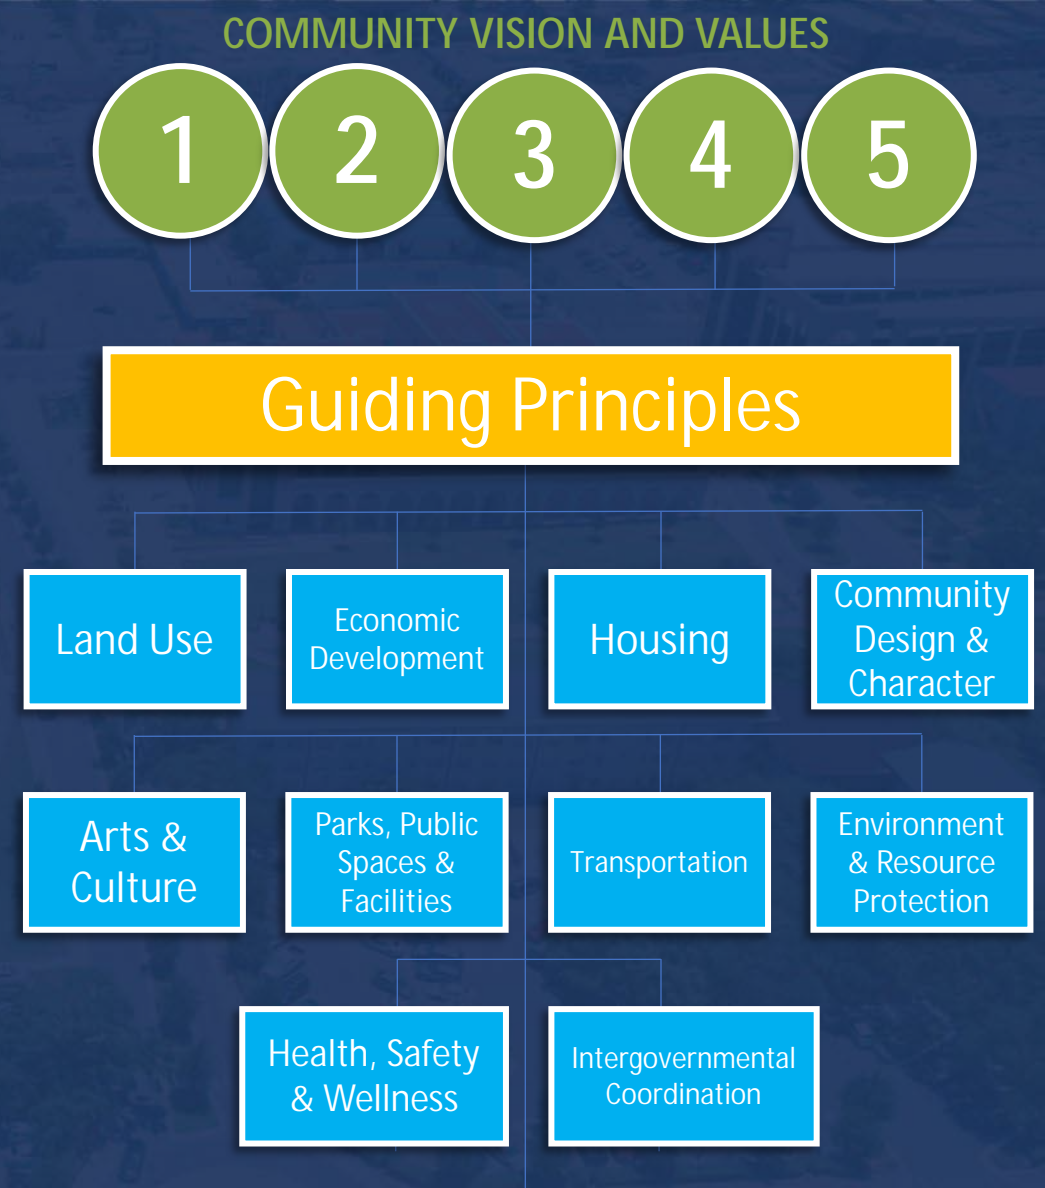 COMMUNITY VISION AND VALUES
1 2 3 4 5
Guiding Principles
Land Use
Economic
Development
Housing
Community
Design &
Character
Arts &
Culture
Parks, Public
Spaces &
Facilities
Transportation
Environment
& Resource
Protection
Health, Safety
& Wellness
Intergovernmental
Coordination